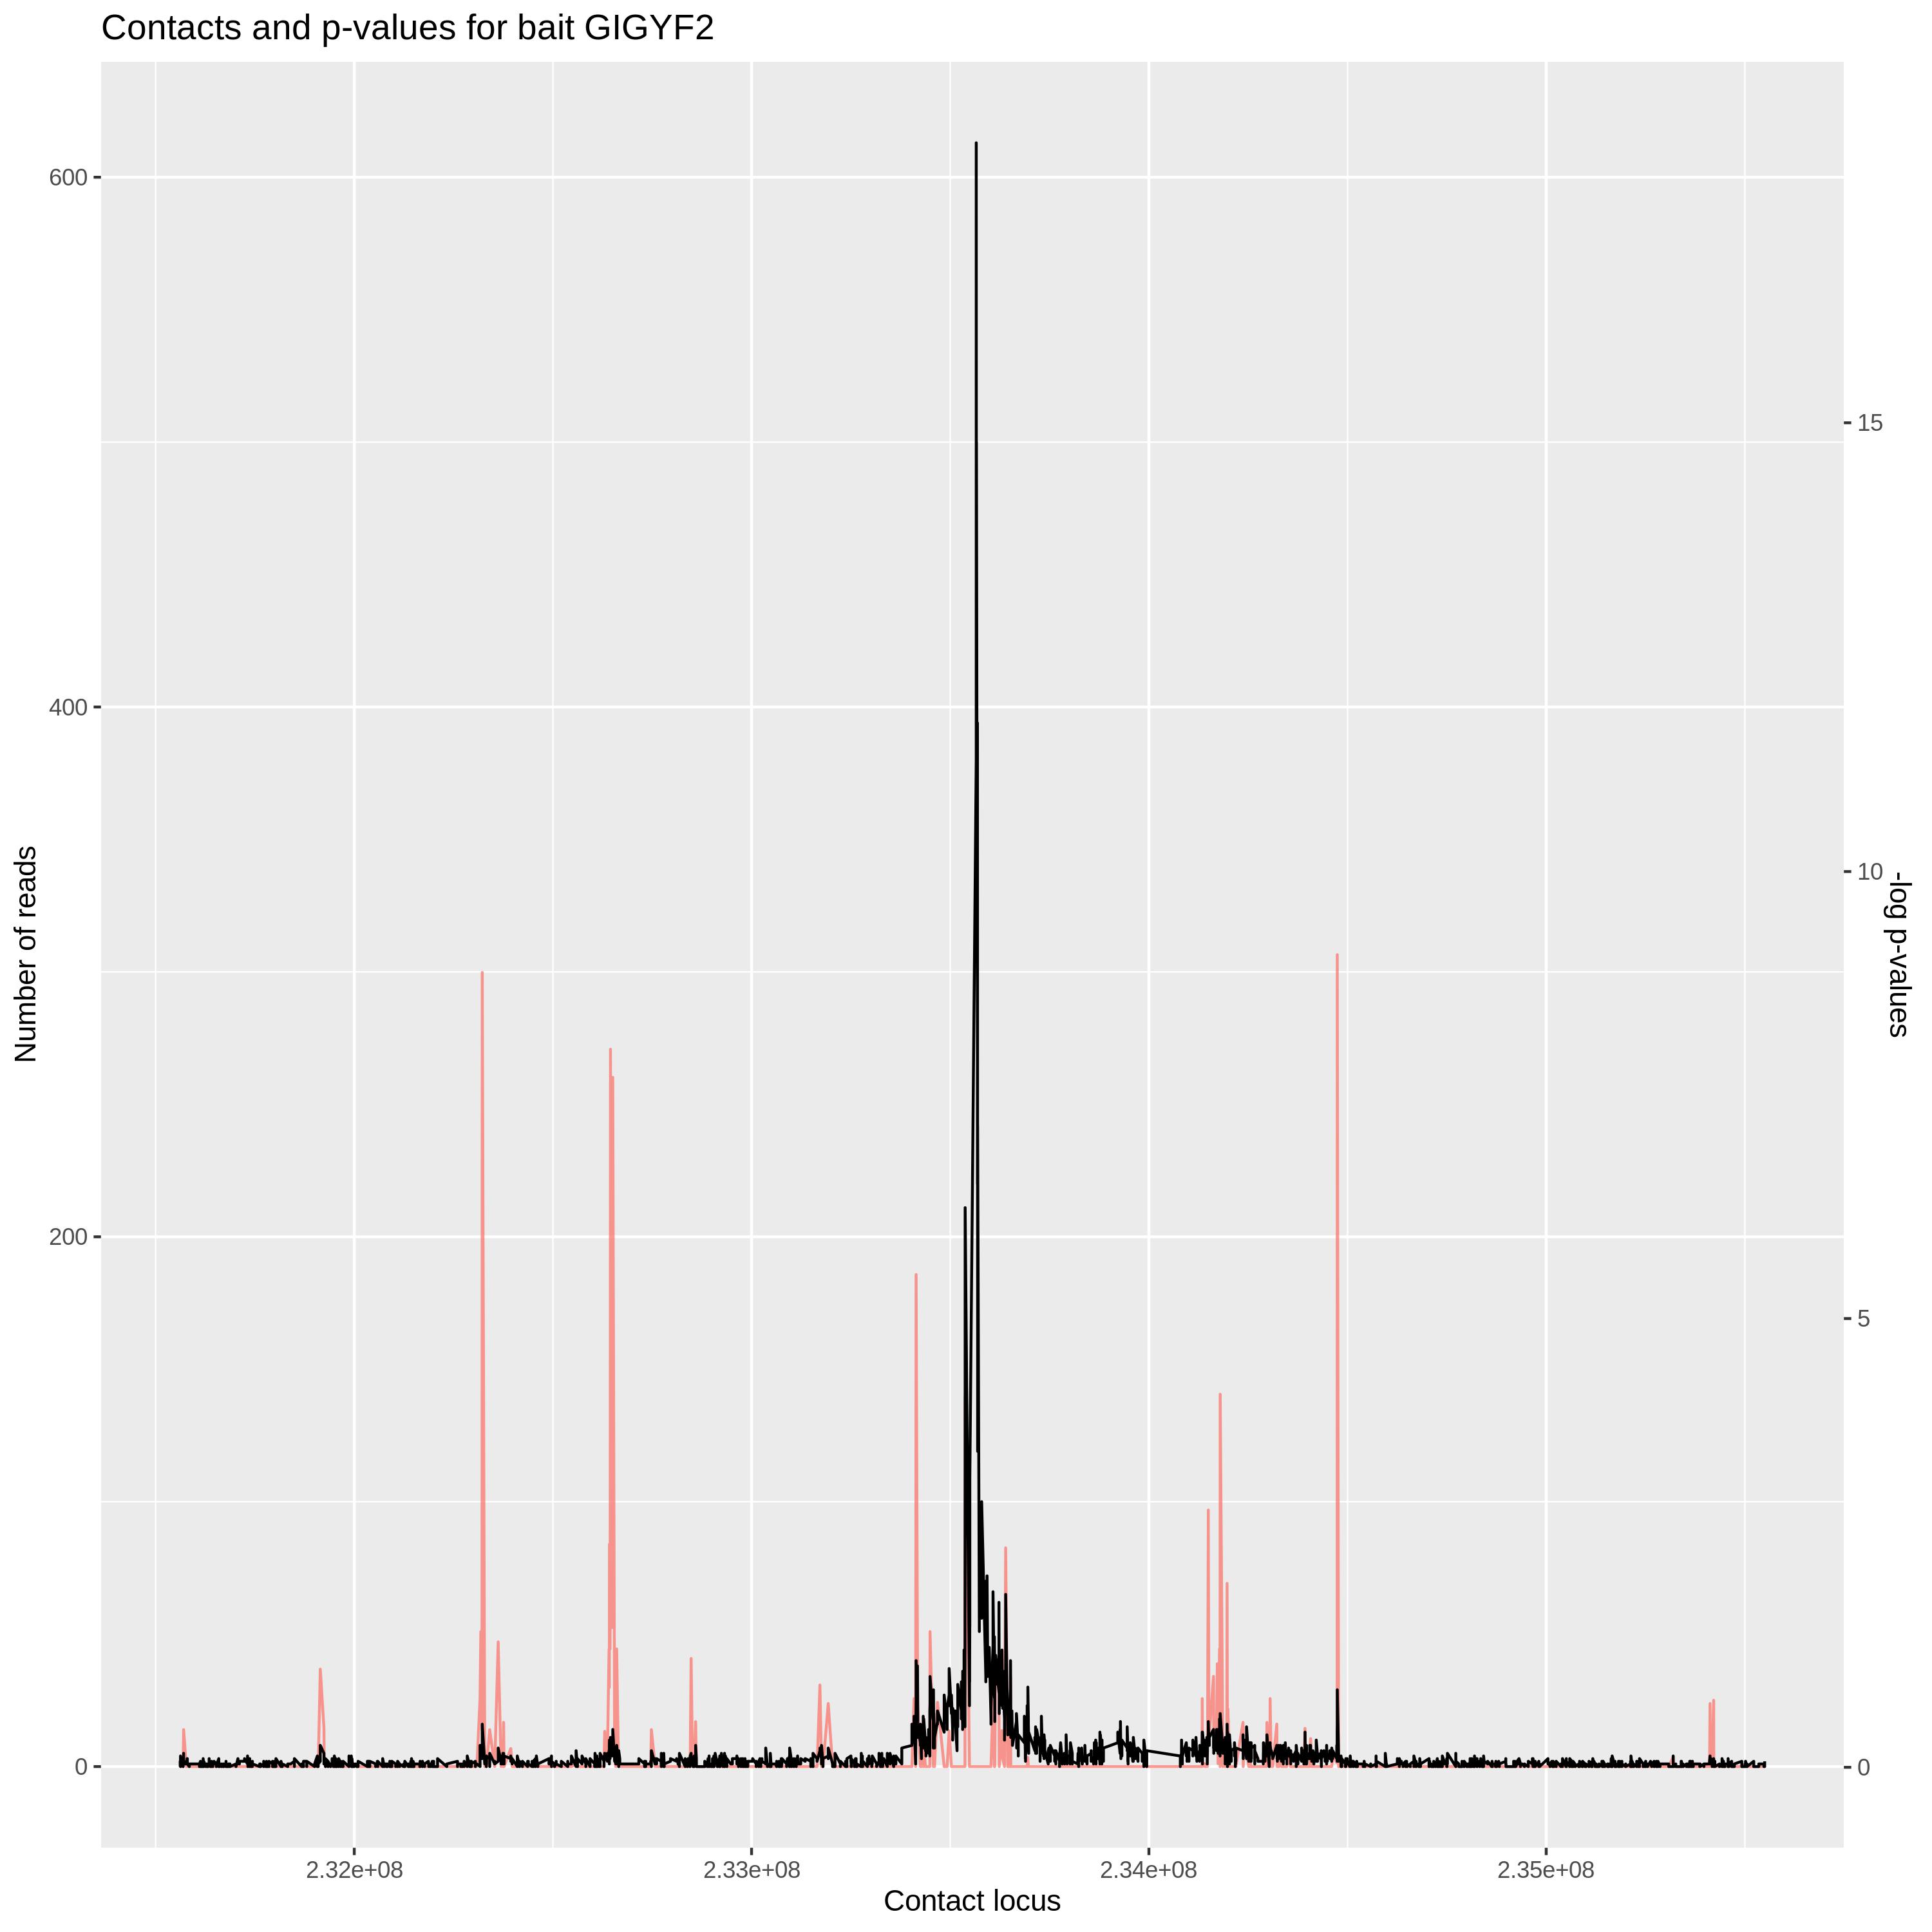 Contacts and p-values for bait GIGYF2
600
400
200
0
Number of reads
15
10
5
0
-log p-values
2.32e+08
2.33e+08
2.34e+08
2.35e+08
Contact locus